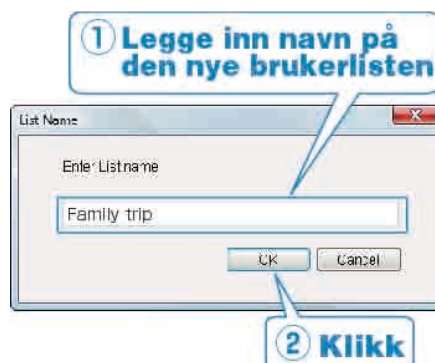 ① Legge inn navn på
den nye brukerlisten
List Name
Enter Listname
Family trip
OK
Cancel
② Klikk